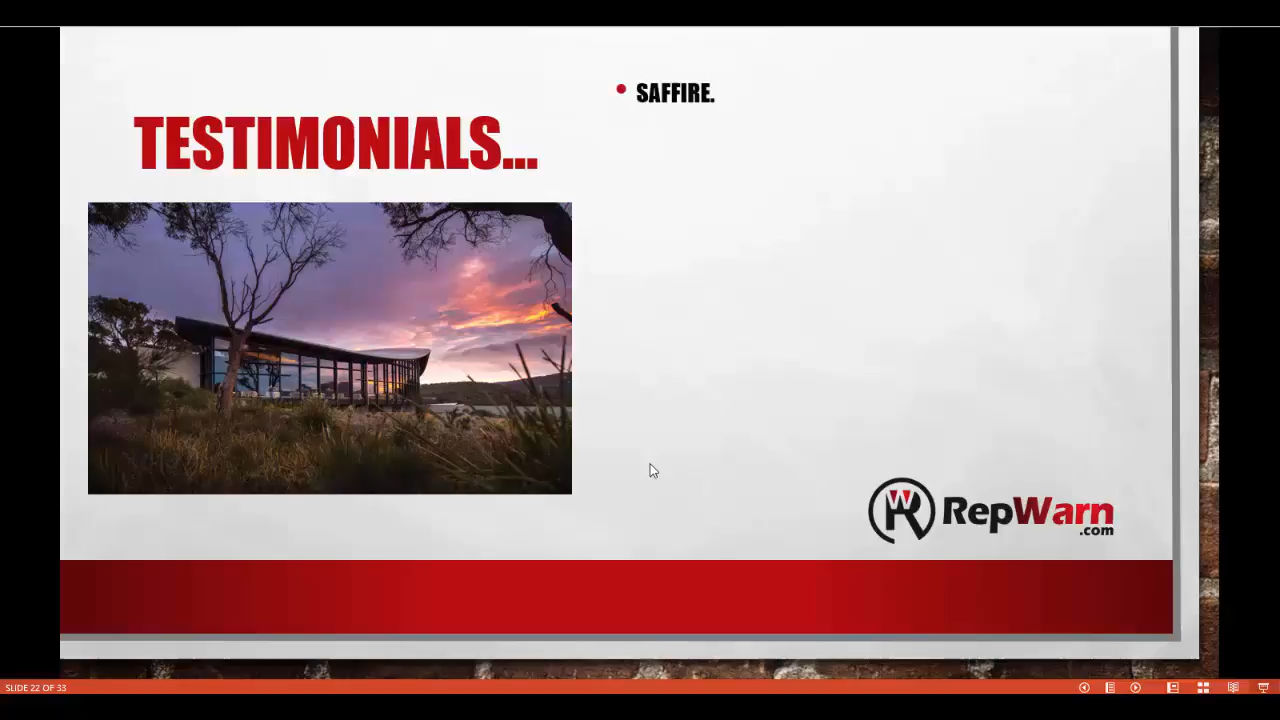 TESTIMONIALS...
• SAFFIRE.
RepWarn
.com
SLIDE 22 OF 33